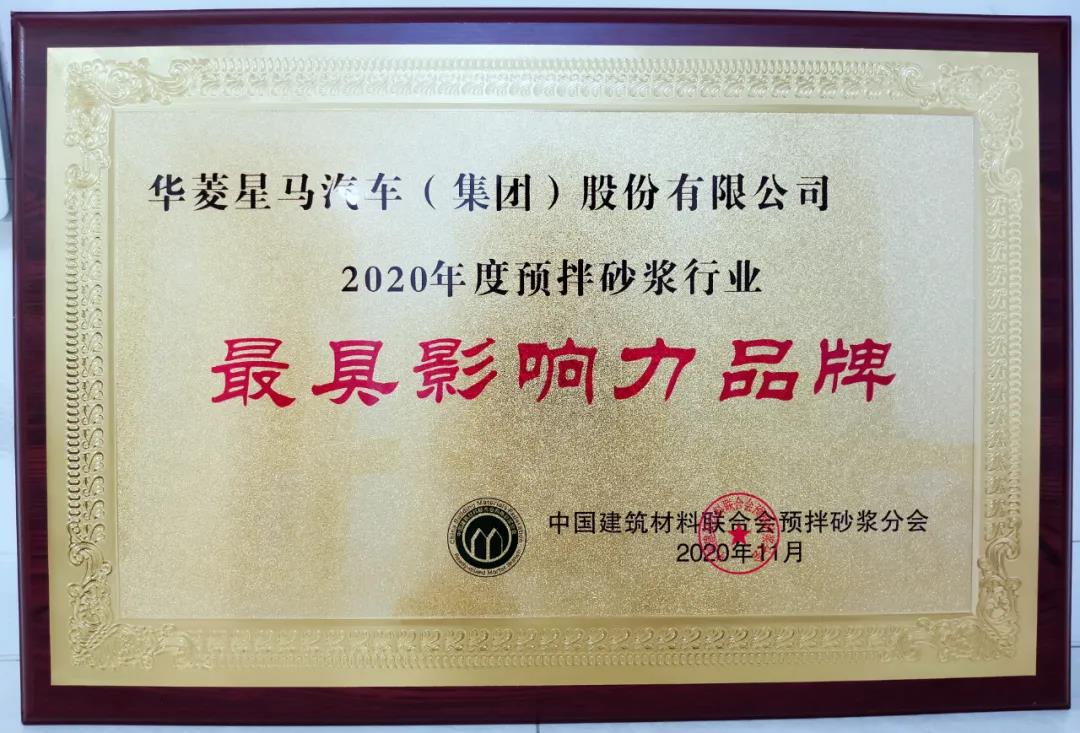 华菱星马汽车（集团）股份有限公司
2020年度预拌砂浆行业
最具影响力品牌
中国建筑材料联合会预拌砂浆分会
2020年11月